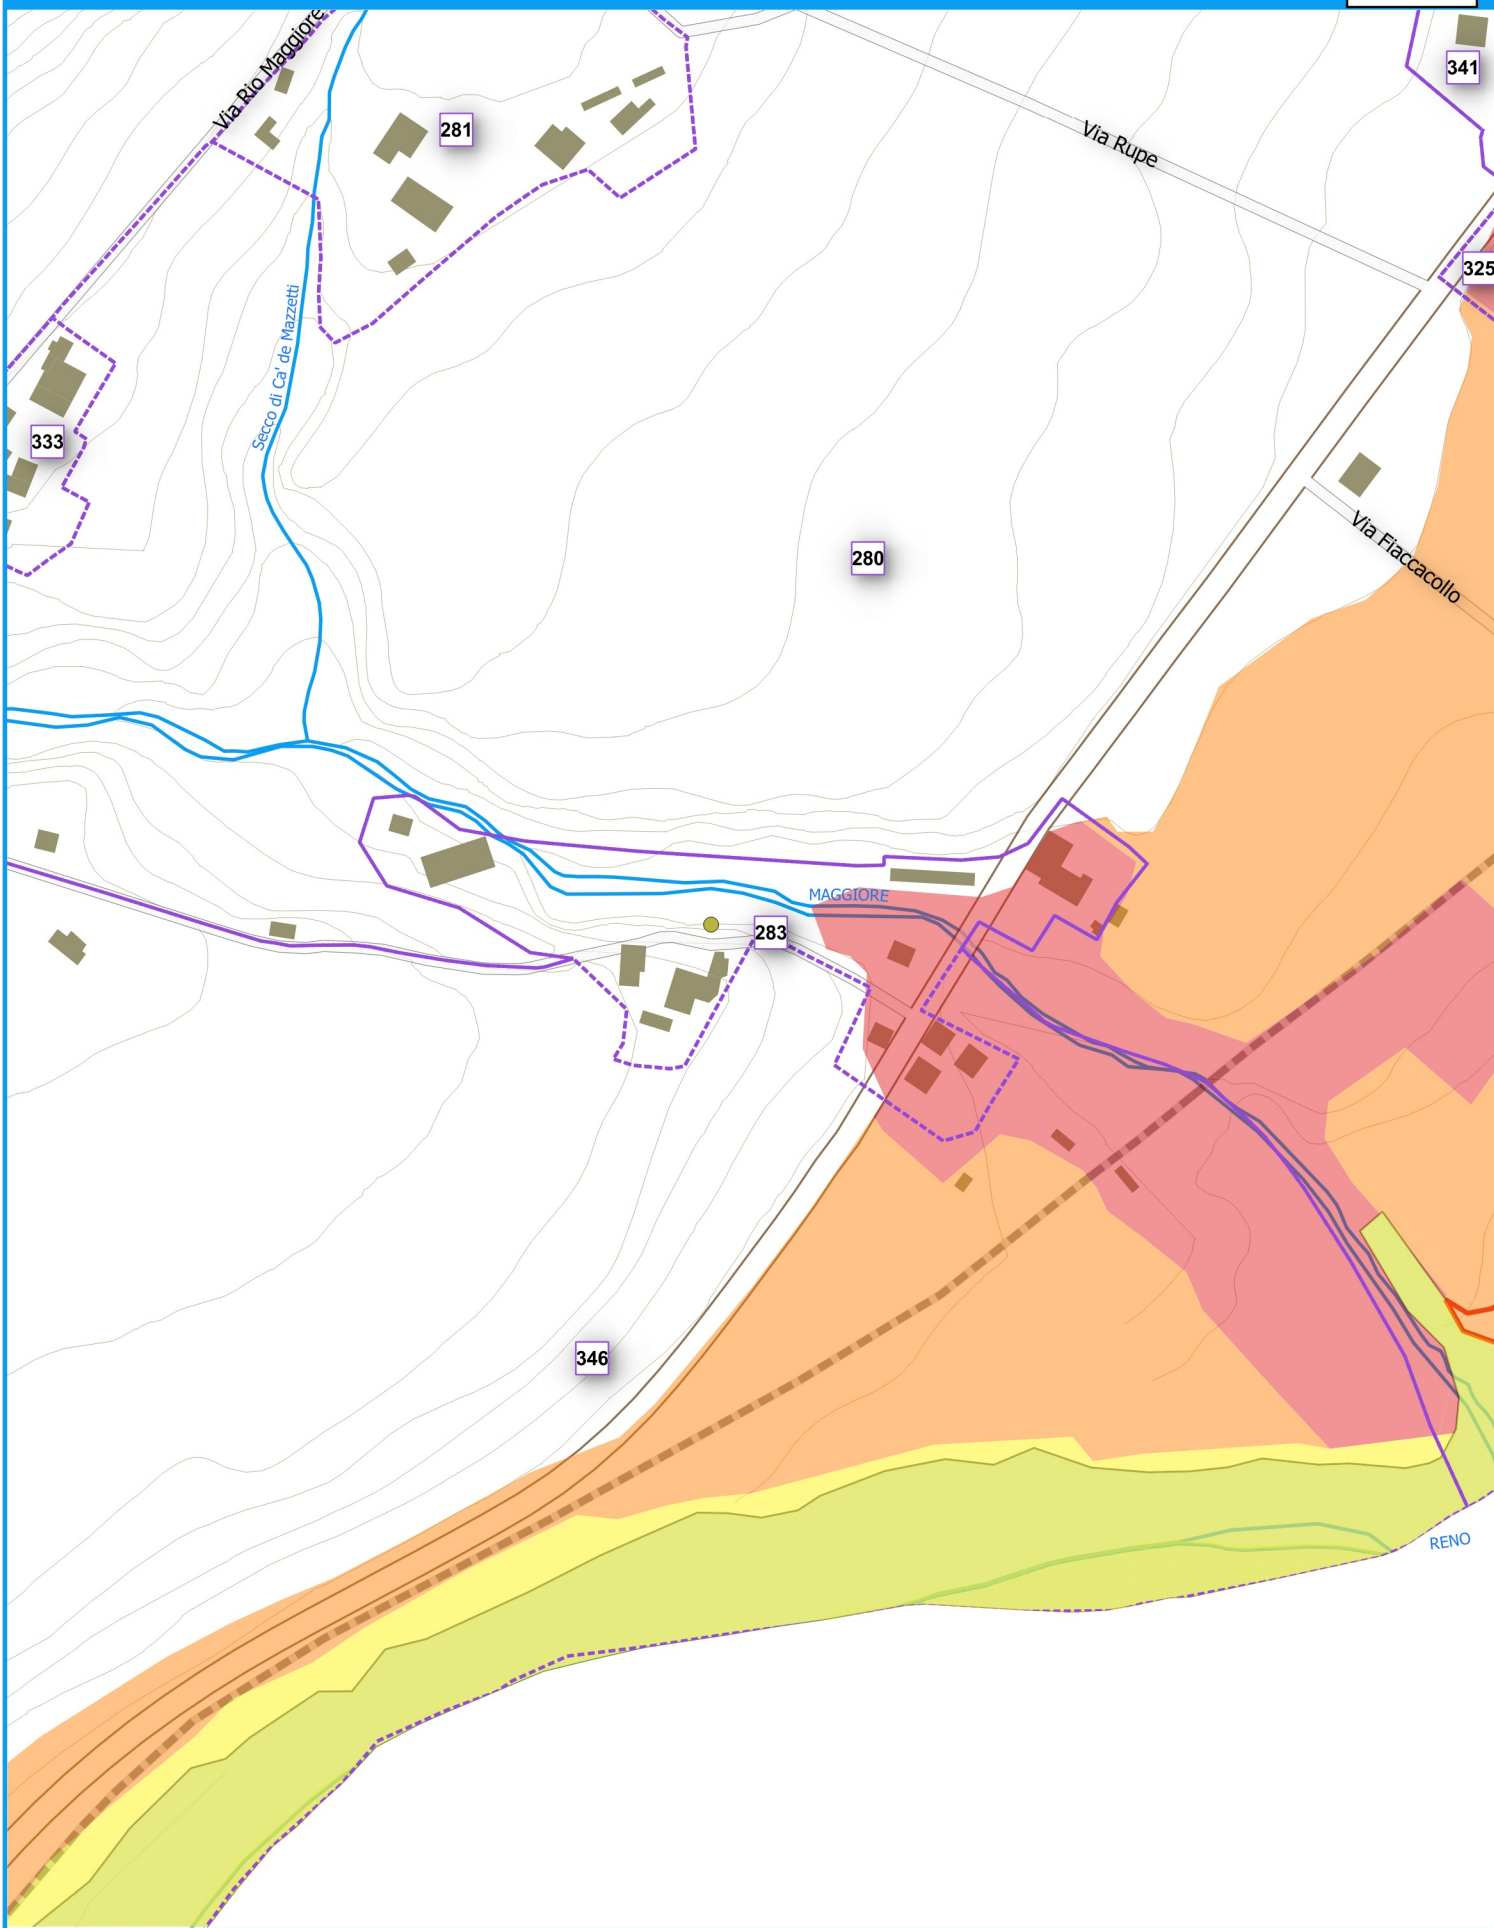 Via Rio Maggiore
341
281
Via Rupe
325
Secco di Ca' de Mazzetti
333
280
Via Fiaccacollo
MAGGIORE
283
346
RENO